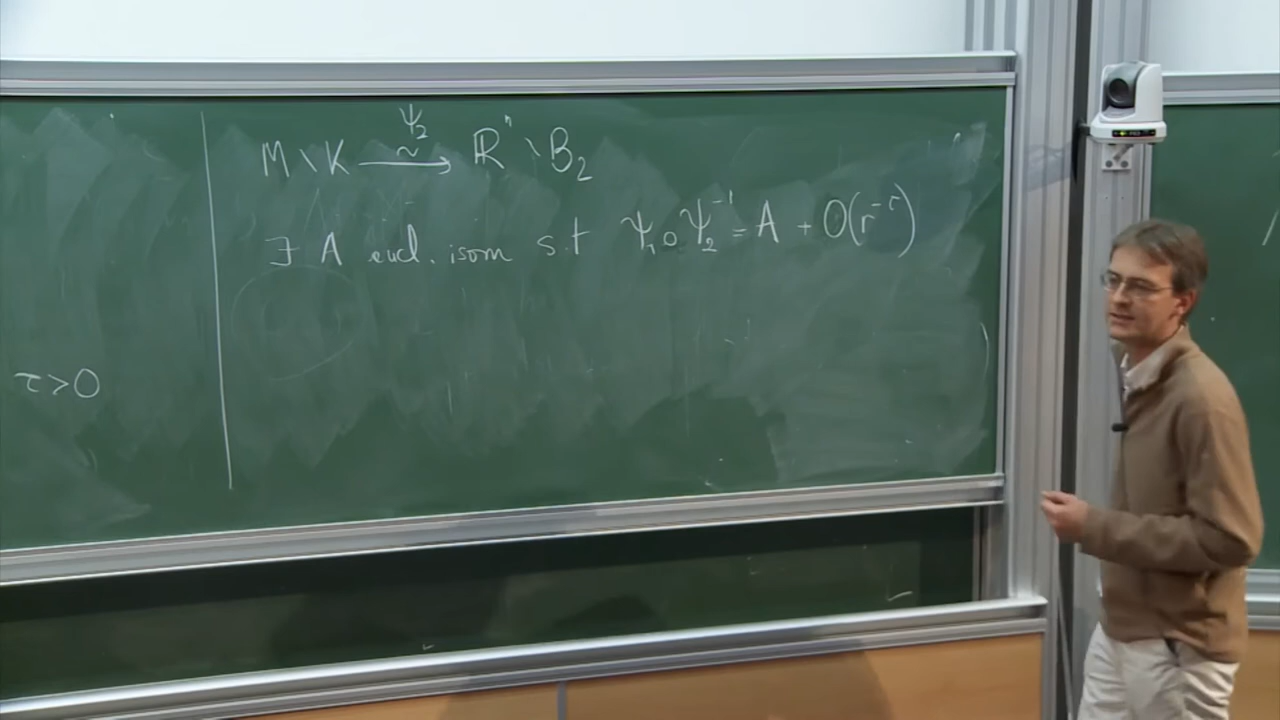 M \ K ⟶ ℝⁿ \ B₂
Ψ₂ ~
∃ A eucl. isom s.t Ψ₁ ∘ Ψ₂⁻¹ = A + O(r^{-τ})
τ > 0